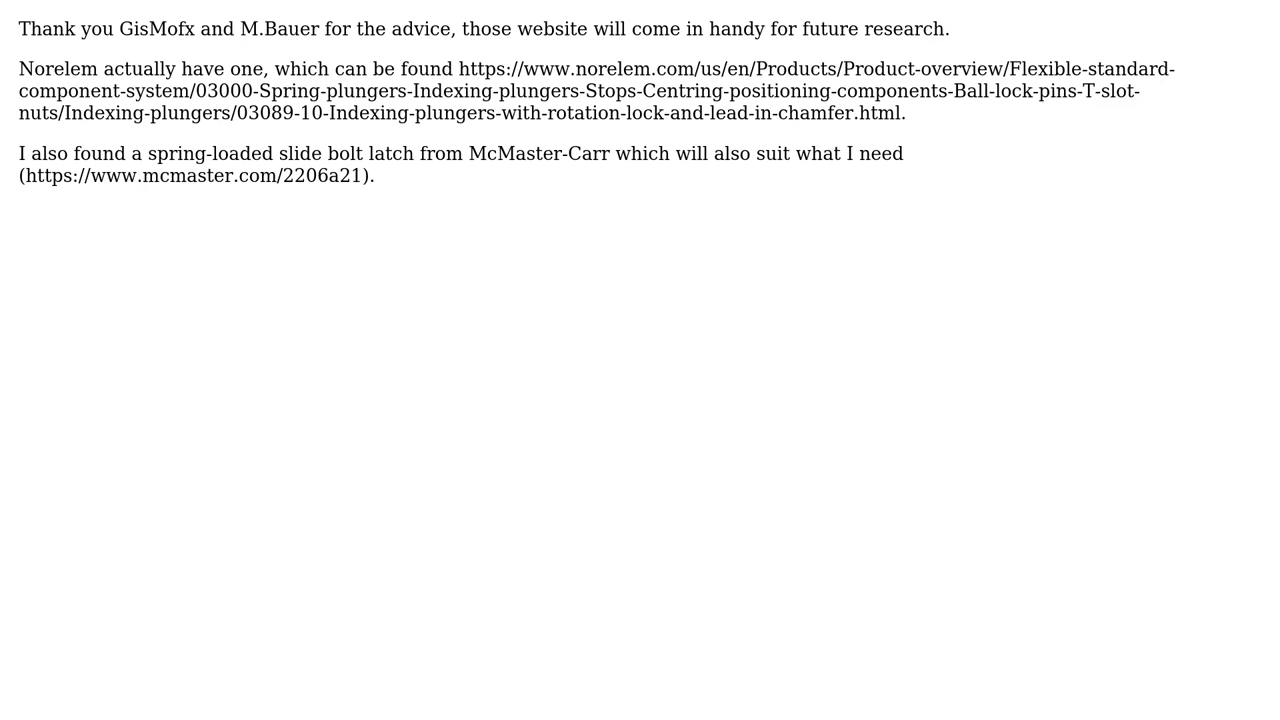 Thank you GisMofx and M.Bauer for the advice, those website will come in handy for future research.
Norelem actually have one, which can be found https://www.norelem.com/us/en/Products/Product-overview/Flexible-standard-
component-system/03000-Spring-plungers-Indexing-plungers-Stops-Centring-positioning-components-Ball-lock-pins-T-slot-
nuts/Indexing-plungers/03089-10-Indexing-plungers-with-rotation-lock-and-lead-in-chamfer.html.
I also found a spring-loaded slide bolt latch from McMaster-Carr which will also suit what I need
(https://www.mcmaster.com/2206a21).